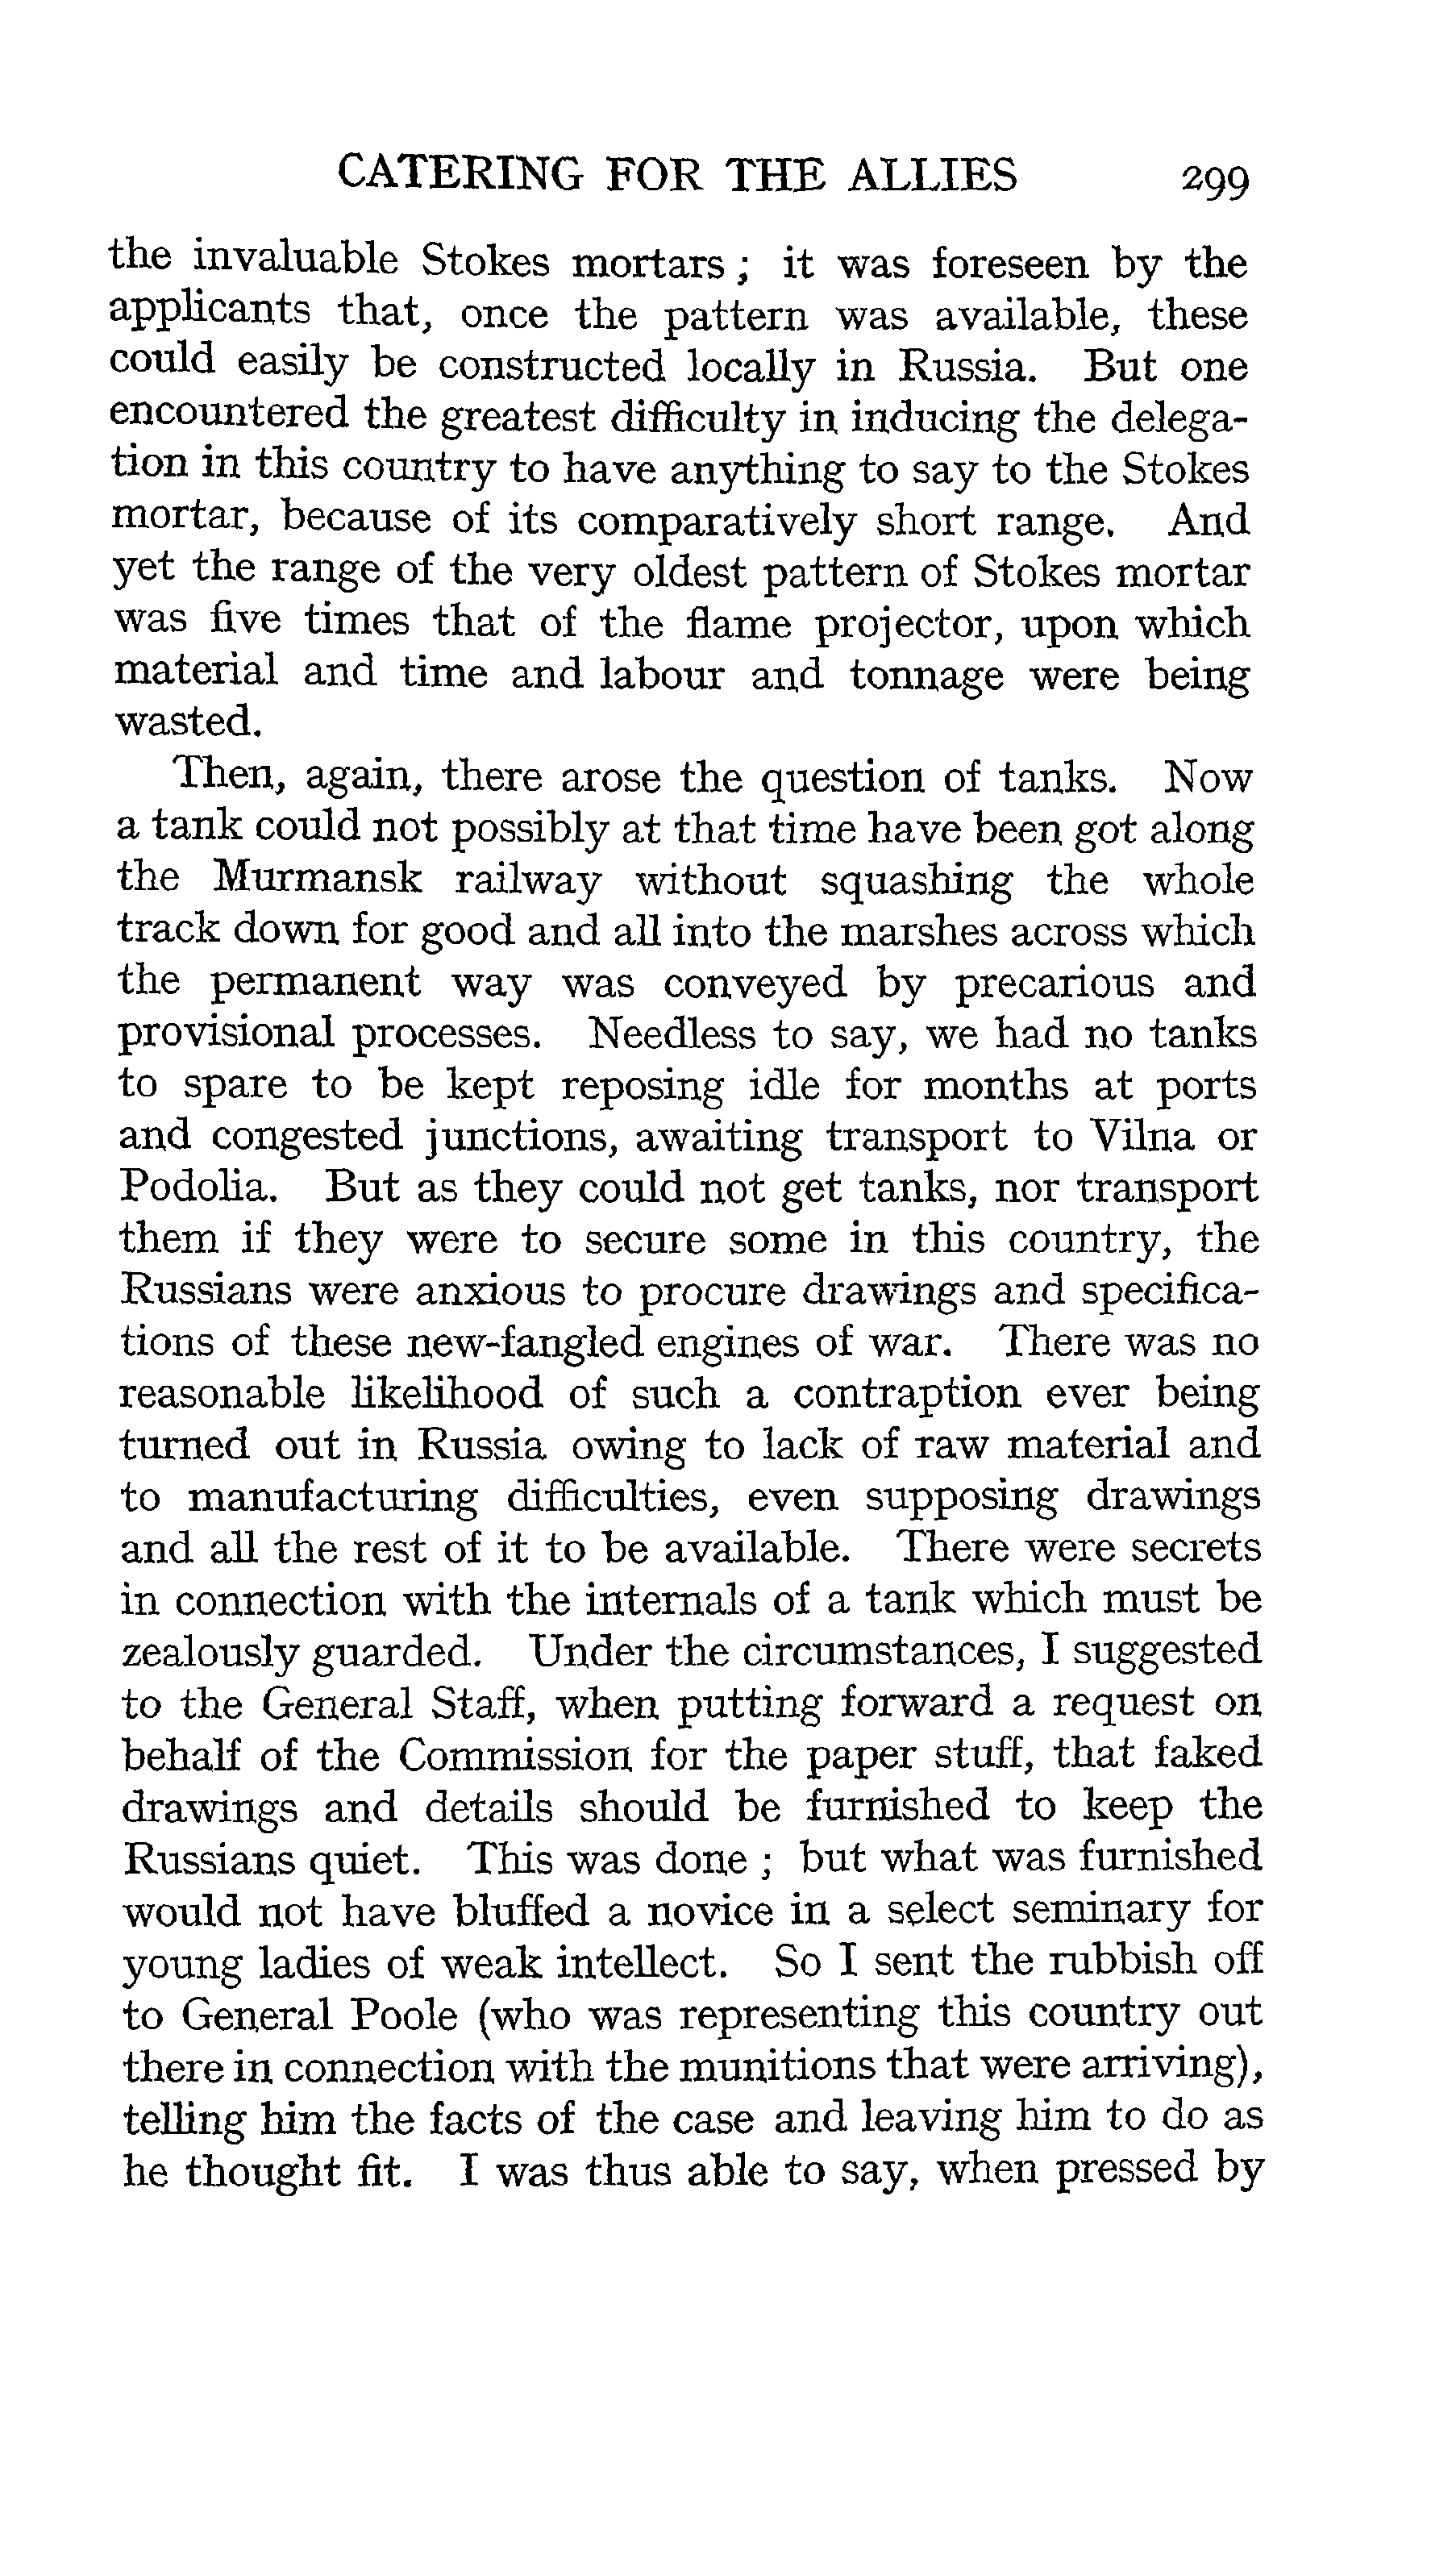 CATERING FOR THE ALLIES 299
the invaluable Stokes mortars ; it was foreseen by the
applicants that, once the pattern was available, these
could easily be constructed locally in Russia. But one
encountered the greatest difficulty in inducing the delega-
tion in this country to have anything to say to the Stokes
mortar, because of its comparatively short range. And
yet the range of the very oldest pattern of Stokes mortar
was five times that of the flame projector, upon which
material and time and labour and tonnage were being
wasted.
Then, again, there arose the question of tanks. Now
a tank could not possibly at that time have been got along
the Murmansk railway without squashing the whole
track down for good and all into the marshes across which
the permanent way was conveyed by precarious and
provisional processes. Needless to say, we had no tanks
to spare to be kept reposing idle for months at ports
and congested junctions, awaiting transport to Vilna or
Podolia. But as they could not get tanks, nor transport
them if they were to secure some in this country, the
Russians were anxious to procure drawings and specifica-
tions of these new-fangled engines of war. There was no
reasonable likelihood of such a contraption ever being
turned out in Russia owing to lack of raw material and
to manufacturing difficulties, even supposing drawings
and all the rest of it to be available. There were secrets
in connection with the internals of a tank which must be
zealously guarded. Under the circumstances, I suggested
to the General Staff, when putting forward a request on
behalf of the Commission for the paper stuff, that faked
drawings and details should be furnished to keep the
Russians quiet. This was done ; but what was furnished
would not have bluffed a novice in a select seminary for
young ladies of weak intellect. So I sent the rubbish off
to General Poole (who was representing this country out
there in connection with the munitions that were arriving),
telling him the facts of the case and leaving him to do as
he thought fit. I was thus able to say, when pressed by